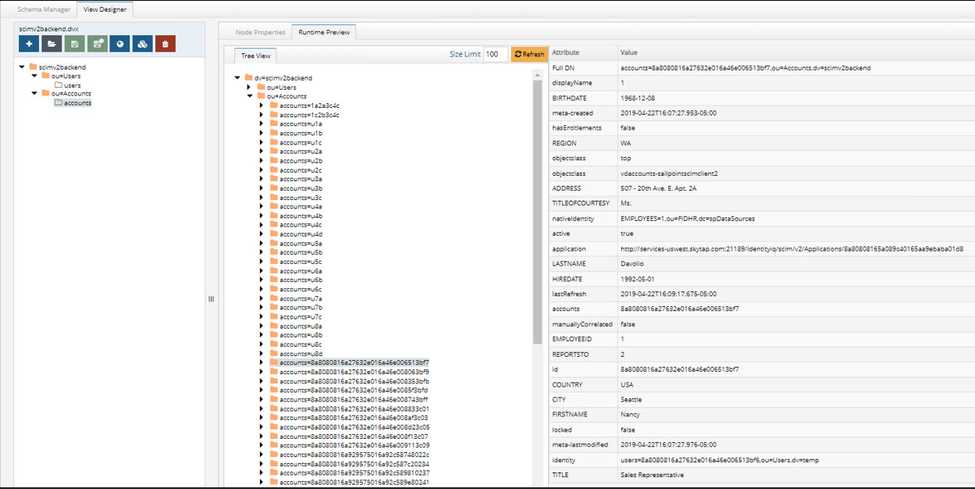 Schema Manager View Designer
scimv2backend.dvx
scimv2backend
ou=Users
users
ou=Accounts
accounts
Node Properties Runtime Preview
Tree View Size Limit 100 Refresh
dv=scimv2backend
ou=Users
ou=Accounts
accounts=1a2a3c4c
accounts=1c2b3c4c
accounts=u1a
accounts=u1b
accounts=u1c
accounts=u2a
accounts=u2b
accounts=u2c
accounts=u3a
accounts=u3b
accounts=u3c
accounts=u4a
accounts=u4b
accounts=u4c
accounts=u4d
accounts=u5a
accounts=u5b
accounts=u5c
accounts=u6a
accounts=u6b
accounts=u6c
accounts=u7a
accounts=u7b
accounts=u7c
accounts=u8a
accounts=u8b
accounts=u8c
accounts=u8d
accounts=8a8080816a27632e016a46e006513bf7
accounts=8a8080816a27632e016a46e008063bf9
accounts=8a8080816a27632e016a46e008353bfb
accounts=8a8080816a27632e016a46e0085f3bfd
accounts=8a8080816a27632e016a46e008743bff
accounts=8a8080816a27632e016a46e008833c01
accounts=8a8080816a27632e016a46e008af3c03
accounts=8a8080816a27632e016a46e008d23c05
accounts=8a8080816a27632e016a46e008f13c07
accounts=8a8080816a27632e016a46e009113c09
accounts=8a8080816a929575016a92c58748022c
accounts=8a8080816a929575016a92c587c20234
accounts=8a8080816a929575016a92c589810237
accounts=8a8080816a929575016a92c589e80241
Attribute Value
Full DN accounts=8a8080816a27632e016a46e006513bf7,ou=Accounts,dv=scimv2backend
displayName 1
BIRTHDATE 1968-12-08
meta-created 2019-04-22T16:07:27.953-05:00
hasEntitlements false
REGION WA
objectclass top
objectclass vdaccounts-sailpointscimclient2
ADDRESS 507 - 20th Ave. E. Apt. 2A
TITLEOFCOURTESY Ms.
nativeIdentity EMPLOYEES=1,ou=FIDHR,dc=spDataSources
active true
application http://services-uswest.skytap.com:21189/identityiq/scim/v2/Applications/8a80808165a089c40165aa9ebaba01d8
LASTNAME Davolio
HIREDATE 1992-05-01
lastRefresh 2019-04-22T16:09:17.675-05:00
accounts 8a8080816a27632e016a46e006513bf7
manuallyCorrelated false
EMPLOYEEID 1
REPORTSTO 2
id 8a8080816a27632e016a46e006513bf7
COUNTRY USA
CITY Seattle
FIRSTNAME Nancy
locked false
meta-lastmodified 2019-04-22T16:07:27.976-05:00
identity users=8a8080816a27632e016a46e006513bf6,ou=Users,dv=temp
TITLE Sales Representative